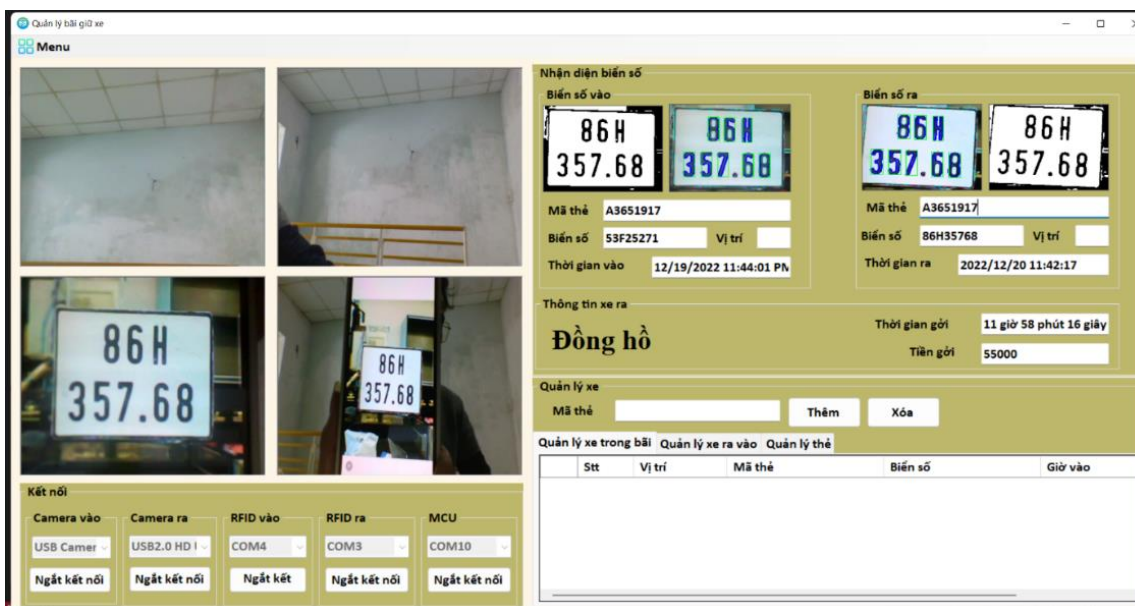 Quản lý bãi giữ xe
Menu
86H
357.68
86H
357.68
Kết nối
Camera vào
Camera ra
RFID vào
RFID ra
MCU
USB Camer
USB2.0 HD
COM4
COM3
COM10
Ngắt kết nối
Ngắt kết nối
Ngắt kết
Ngắt kết nối
Ngắt kết nối
Nhận diện biển số
Biển số vào
86H
357.68
86H
357.68
Mã thẻ A3651917
Biển số 53F25271 Vị trí
Thời gian vào 12/19/2022 11:44:01 PM
Biển số ra
86H
357.68
86H
357.68
Mã thẻ A3651917
Biển số 86H35768 Vị trí
Thời gian ra 2022/12/20 11:42:17
Thông tin xe ra
Đồng hồ
Thời gian gởi 11 giờ 58 phút 16 giây
Tiền gởi 55000
Quản lý xe
Mã thẻ Thêm Xóa
Quản lý xe trong bãi Quản lý xe ra vào Quản lý thẻ
Stt Vị trí Mã thẻ Biển số Giờ vào